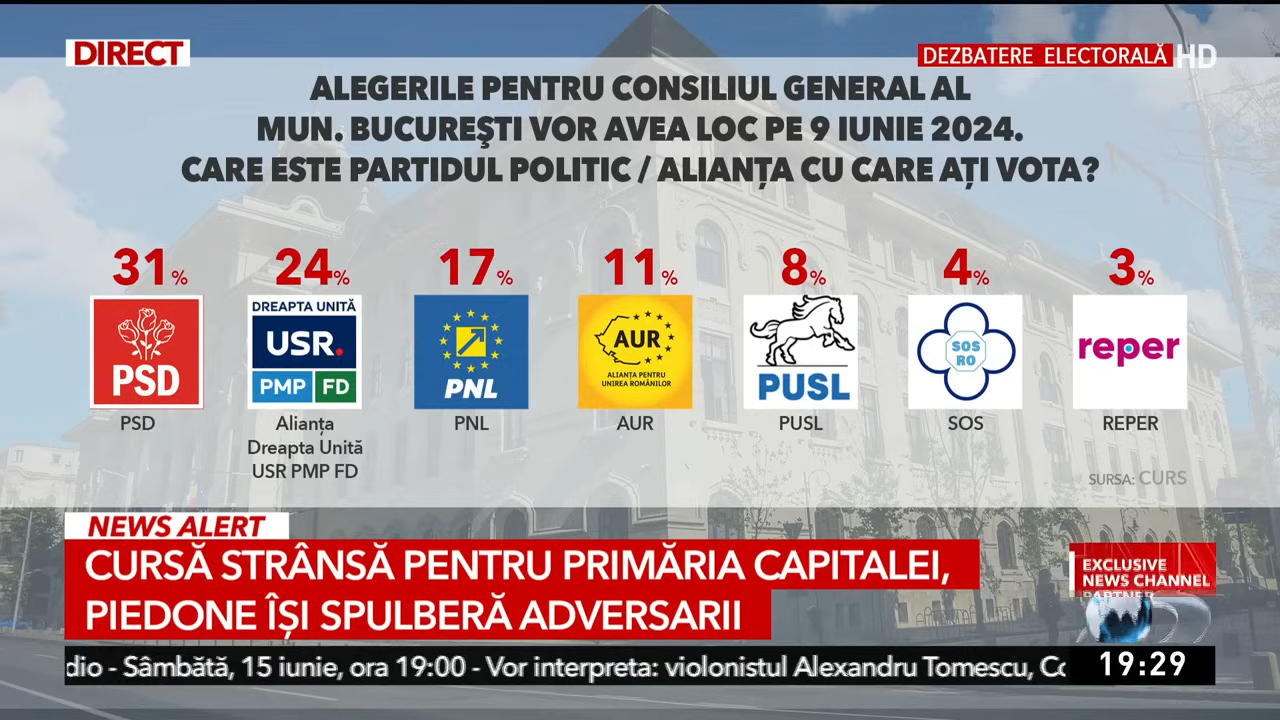 DIRECT
DEZBATERE ELECTORALĂ HD
ALEGERILE PENTRU CONSILIUL GENERAL AL
MUN. BUCUREŞTI VOR AVEA LOC PE 9 IUNIE 2024.
CARE ESTE PARTIDUL POLITIC / ALIANȚA CU CARE AȚI VOTA?
31% 24% 17% 11% 8% 4% 3%
PSD
DREAPTA UNITĂ
USR.
PMP FD
PNL
AUR
ALIANȚA PENTRU
UNIREA ROMÂNILOR
PUSL
SOS
RO
reper
PSD
Alianța
Dreapta Unită
USR PMP FD
PNL
AUR
PUSL
SOS
REPER
SURSA: CURS
NEWS ALERT
CURSĂ STRÂNSĂ PENTRU PRIMĂRIA CAPITALEI,
PIEDONE ÎȘI SPULBERĂ ADVERSARII
EXCLUSIVE
NEWS CHANNEL
PARTNER
dio - Sâmbătă, 15 iunie, ora 19:00 - Vor interpreta: violonistul Alexandru Tomescu, Co
19:29